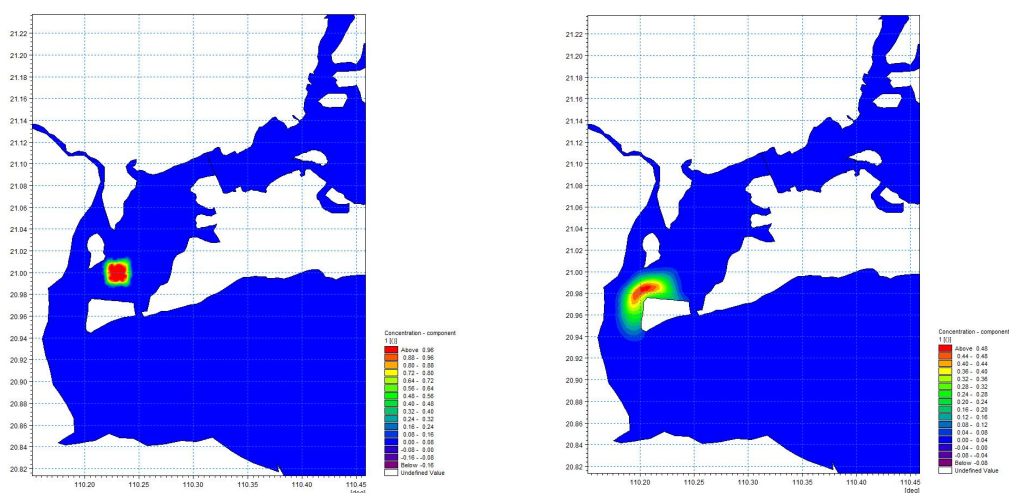 21.22
21.20
21.18
21.16
21.14
21.12
21.10
21.08
21.06
21.04
21.02
21.00
20.98
20.96
20.94
20.92
20.90
20.88
20.86
20.84
20.82
110.20 110.25 110.30 110.35 110.40 110.45
[deg]
Concentration - component
1 [()]
Above 0.96
0.88 - 0.96
0.80 - 0.88
0.72 - 0.80
0.64 - 0.72
0.56 - 0.64
0.48 - 0.56
0.40 - 0.48
0.32 - 0.40
0.24 - 0.32
0.16 - 0.24
0.08 - 0.16
0.00 - 0.08
-0.08 - 0.00
-0.16 - -0.08
Below -0.16
Undefined Value
21.22
21.20
21.18
21.16
21.14
21.12
21.10
21.08
21.06
21.04
21.02
21.00
20.98
20.96
20.94
20.92
20.90
20.88
20.86
20.84
20.82
110.20 110.25 110.30 110.35 110.40 110.45
[deg]
Concentration - component
1 [()]
Above 0.48
0.44 - 0.48
0.40 - 0.44
0.36 - 0.40
0.32 - 0.36
0.28 - 0.32
0.24 - 0.28
0.20 - 0.24
0.16 - 0.20
0.12 - 0.16
0.08 - 0.12
0.04 - 0.08
0.00 - 0.04
-0.04 - 0.00
-0.08 - -0.04
Below -0.08
Undefined Value